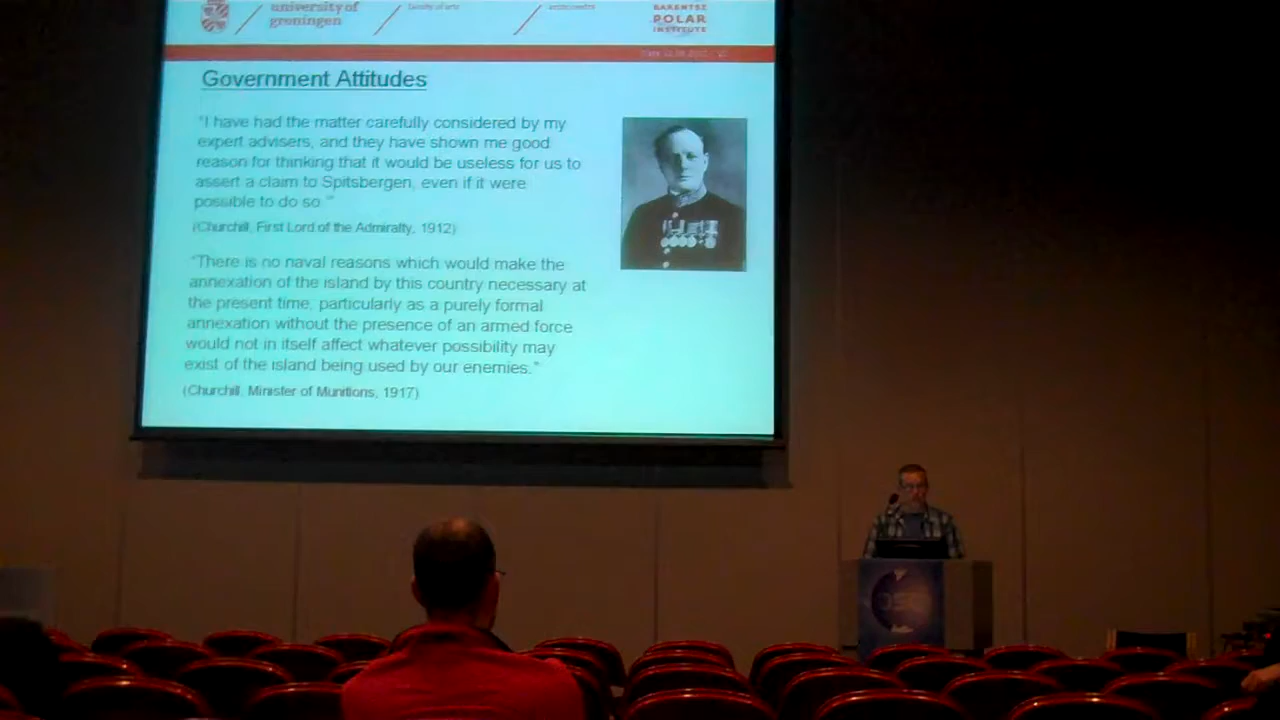 university of
groningen
faculty of arts
arctic centre
BARENTSZ
POLAR
INSTITUTE
Government Attitudes
"I have had the matter carefully considered by my
expert advisers, and they have shown me good
reason for thinking that it would be useless for us to
assert a claim to Spitsbergen, even if it were
possible to do so."
(Churchill, First Lord of the Admiralty, 1912)
"There is no naval reasons which would make the
annexation of the island by this country necessary at
the present time, particularly as a purely formal
annexation without the presence of an armed force
would not in itself affect whatever possibility may
exist of the island being used by our enemies."
(Churchill, Minister of Munitions, 1917)